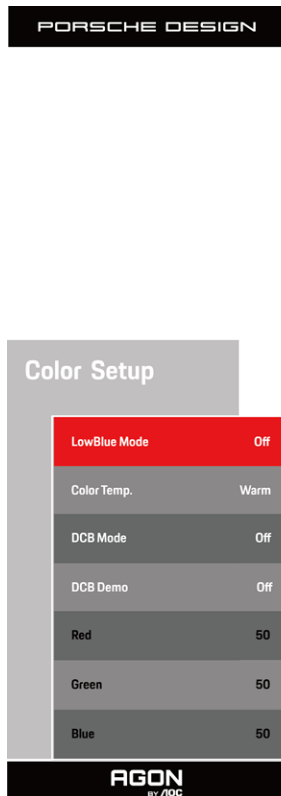 PORSCHE DESIGN
Color Setup
LowBlue Mode Off
Color Temp. Warm
DCB Mode Off
DCB Demo Off
Red 50
Green 50
Blue 50
AGON
BY AOC